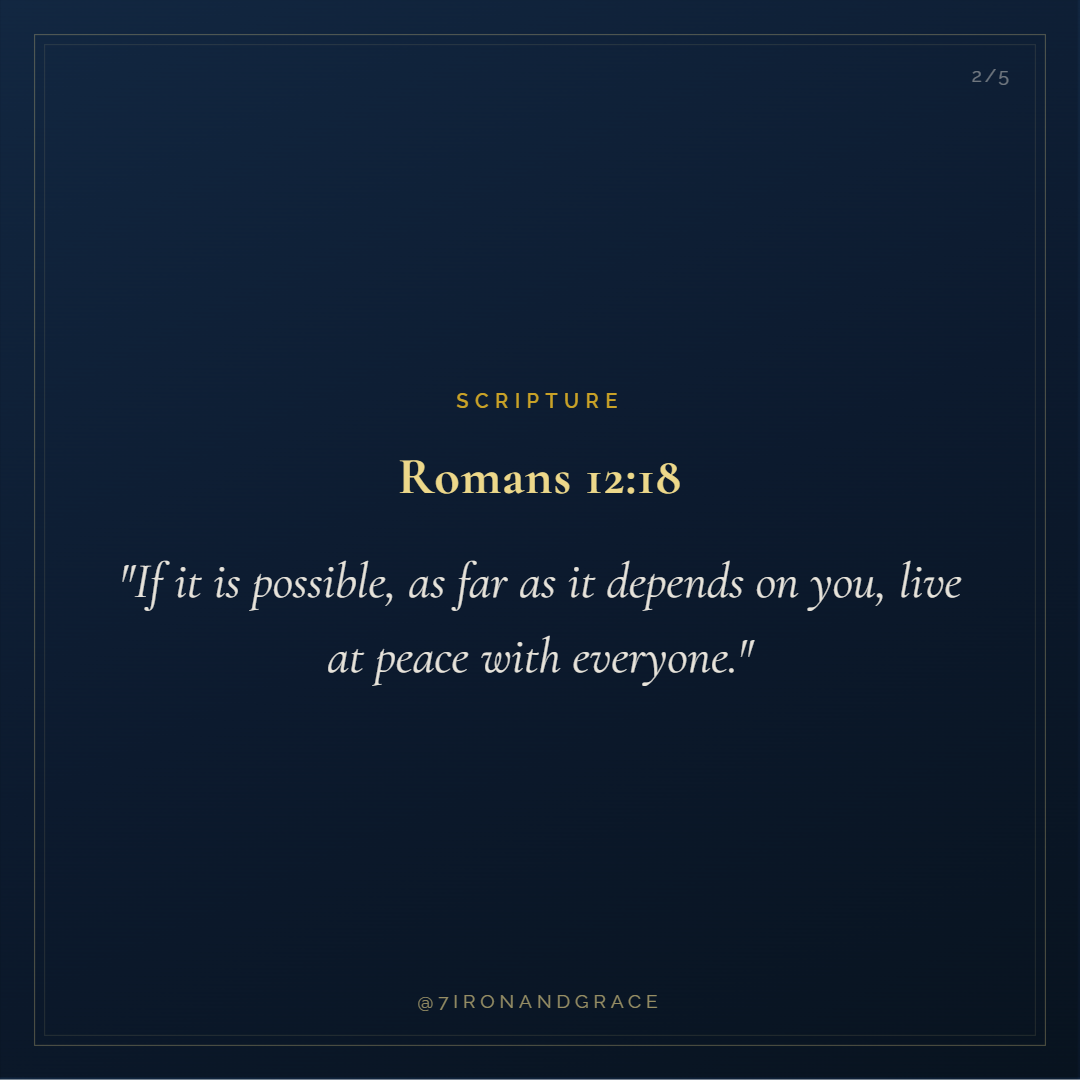 2/5
SCRIPTURE
Romans 12:18
"If it is possible, as far as it depends on you, live
at peace with everyone."
@7IRONANDGRACE